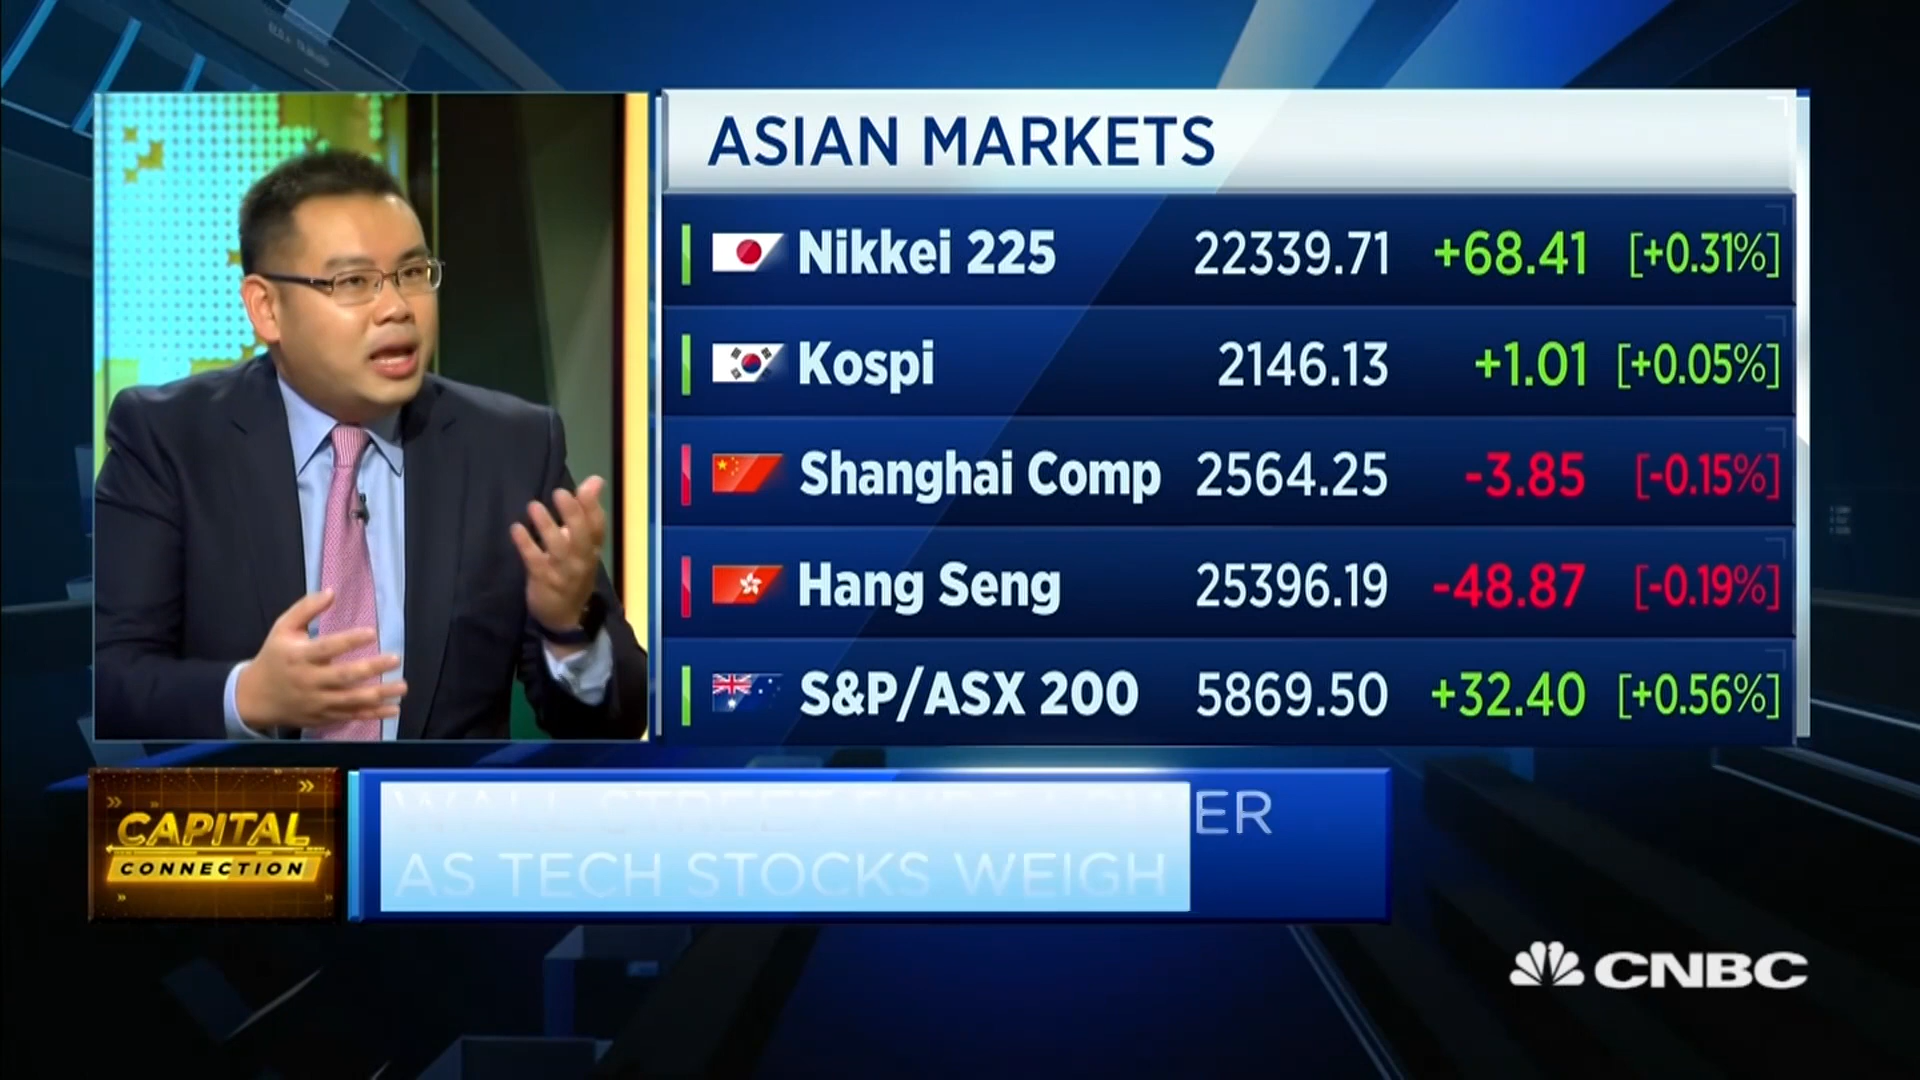 ASIAN MARKETS
Nikkei 225 22339.71 +68.41 [+0.31%]
Kospi 2146.13 +1.01 [+0.05%]
Shanghai Comp 2564.25 -3.85 [-0.15%]
Hang Seng 25396.19 -48.87 [-0.19%]
S&P/ASX 200 5869.50 +32.40 [+0.56%]
CAPITAL
CONNECTION
WALL STREET
AS TECH STOCKS WEIGH
CNBC